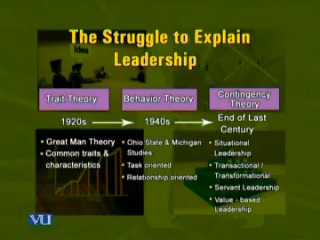 The Struggle to Explain
Leadership
Trait Theory
Behavior Theory
Contingency
Theory
1920s
1940s
End of Last
Century
• Great Man Theory
• Common traits &
characteristics
• Ohio State & Michigan
Studies
• Task oriented
• Relationship oriented
• Situational
Leadership
• Transactional /
Transformational
• Servant Leadership
• Value - based
Leadership
VU